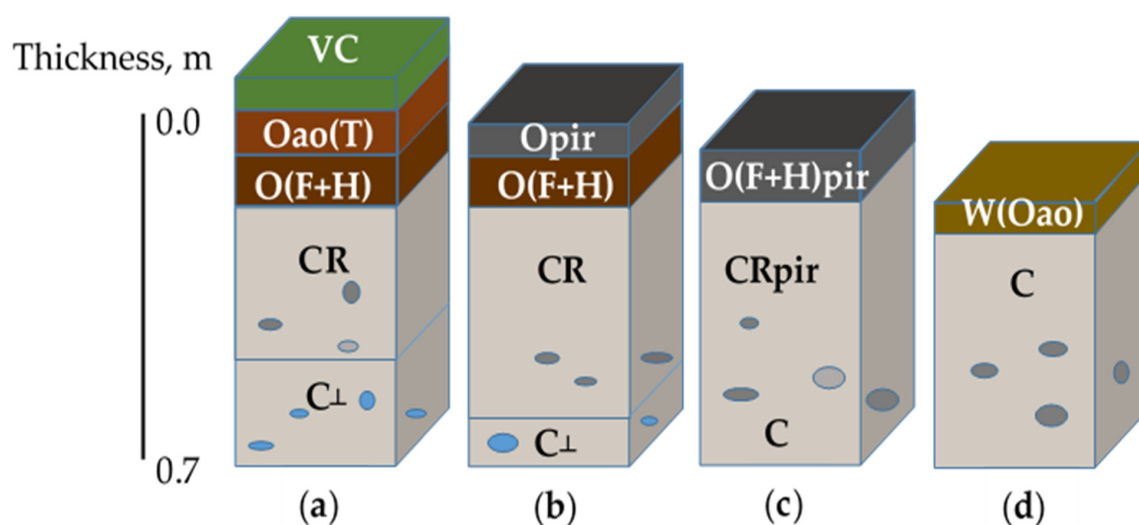 Thickness, m
0.0
0.7
VC
Oao(T)
O(F+H)
CR
C⊥
(a)
Opir
O(F+H)
CR
C⊥
(b)
O(F+H)pir
CRpir
C
(c)
W(Oao)
C
(d)